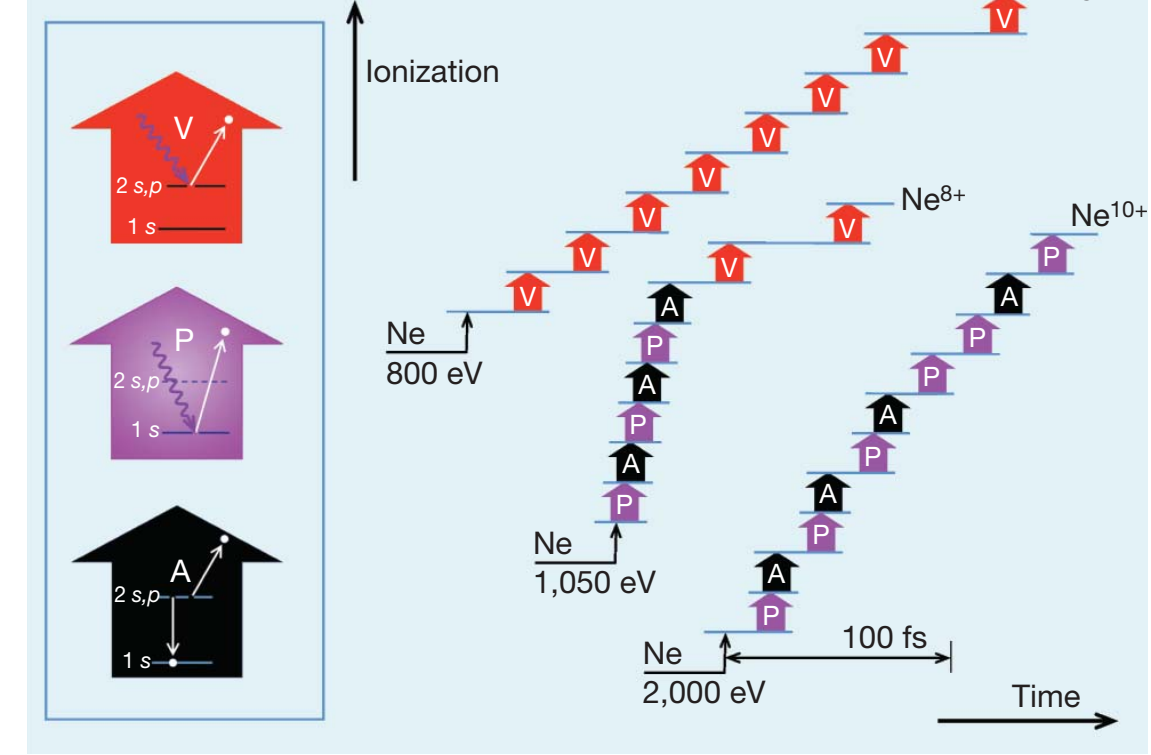 Ionization
V
2 s,p
1 s
P
2 s,p
1 s
A
2 s,p
1 s
V
V
V
V
V
V
V
V
Ne
800 eV
Ne8+
V
V
A
P
A
P
A
P
Ne
1,050 eV
Ne10+
P
A
P
P
A
P
A
P
A
P
Ne
2,000 eV
100 fs
Time